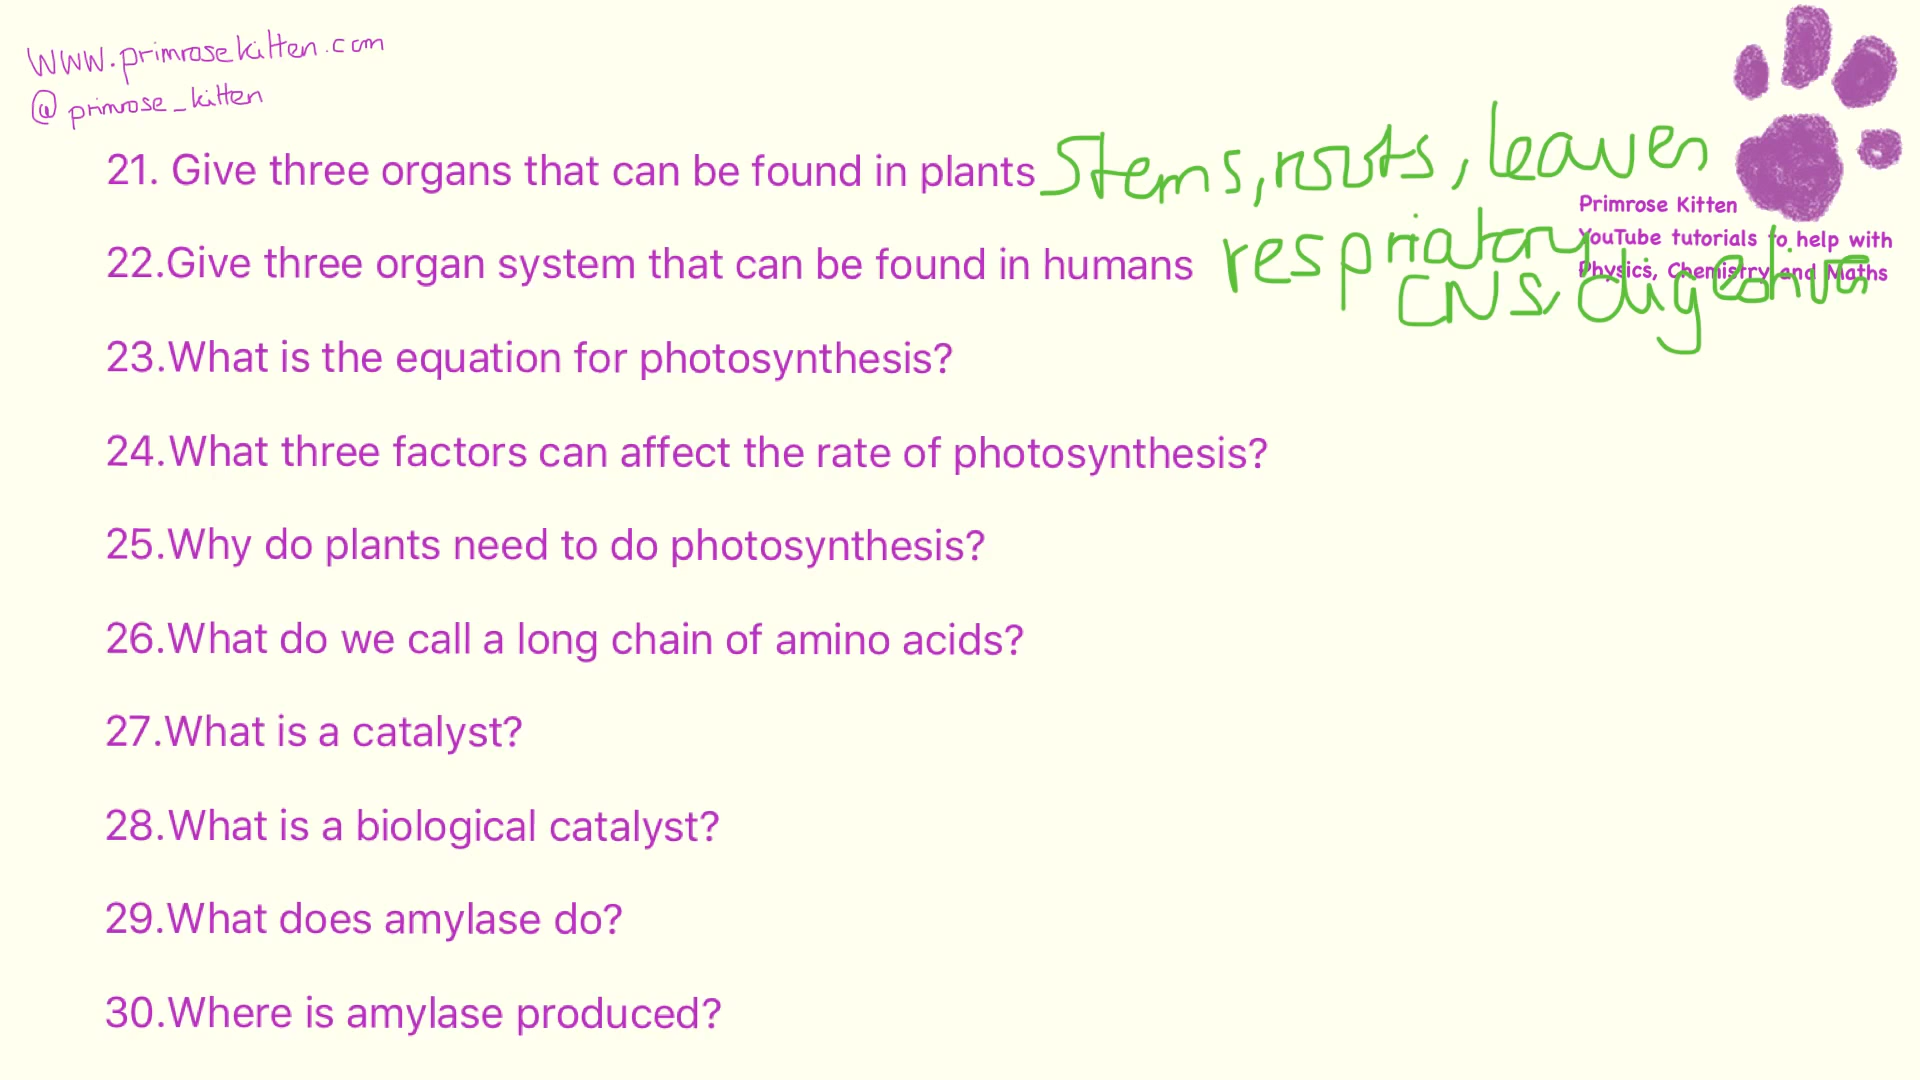 www.primrosekitten.com
@primrose_kitten
21. Give three organs that can be found in plants Stems, roots, leaves
Primrose Kitten
YouTube tutorials to help with
Physics, Chemistry and Maths
22.Give three organ system that can be found in humans respriatory
CNS, digestive
23.What is the equation for photosynthesis?
24.What three factors can affect the rate of photosynthesis?
25.Why do plants need to do photosynthesis?
26.What do we call a long chain of amino acids?
27.What is a catalyst?
28.What is a biological catalyst?
29.What does amylase do?
30.Where is amylase produced?